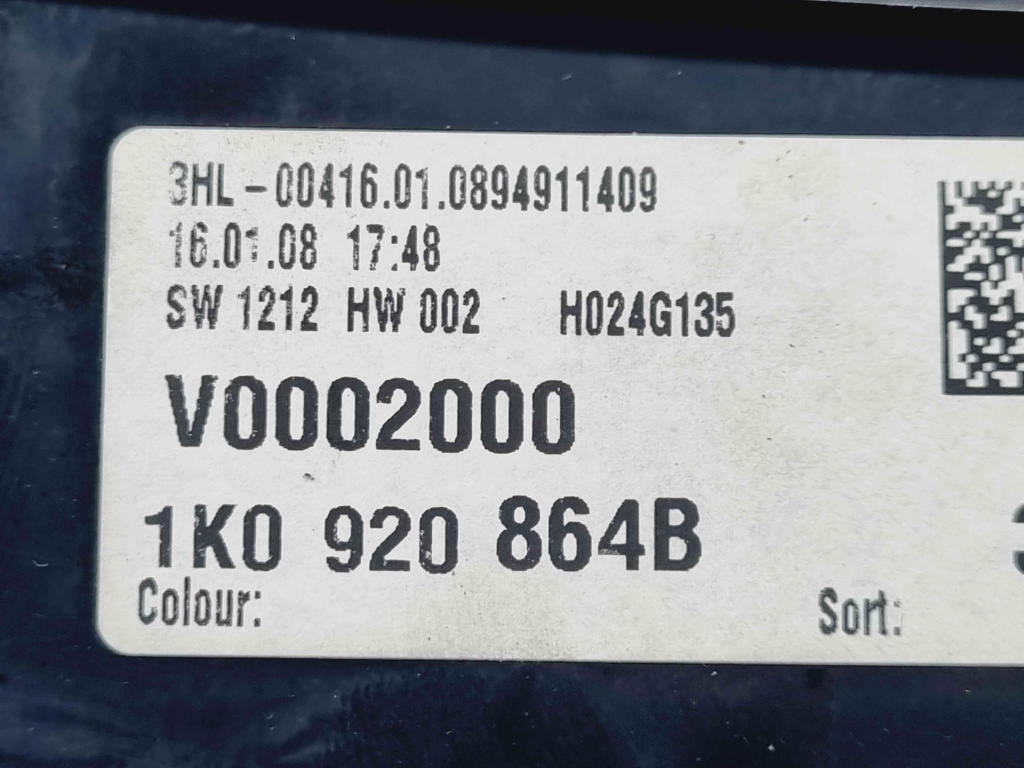 3HL-00416.01.0894911409
16.01.08 17:48
SW 1212 HW 002 H024G135
V0002000
1K0 920 864B
Colour: Sort: